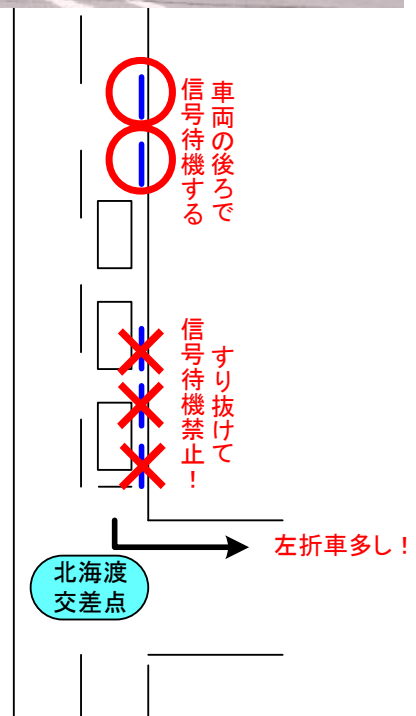 車両の後ろで
信号待機する
すり抜けて
信号待機禁止！
左折車多し！
北海渡
交差点